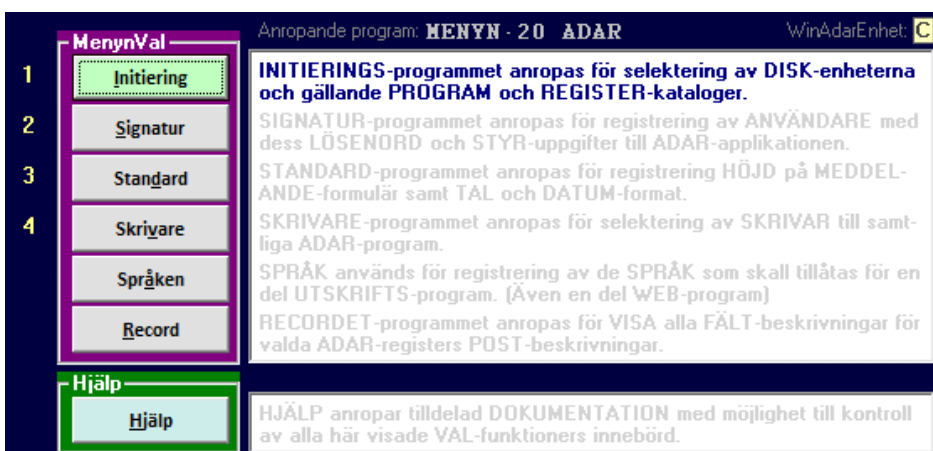 Anropande program: MENYN - 20 ADAR WinAdarEnhet: C
MenynVal
1 Initiering
INITIERINGS-programmet anropas för selektering av DISK-enheterna
och gällande PROGRAM och REGISTER-kataloger.
2 Signatur
SIGNATUR-programmet anropas för registrering av ANVÄNDARE med
dess LÖSENORD och STYR-uppgifter till ADAR-applikationen.
3 Standard
STANDARD-programmet anropas för registrering HÖJD på MEDDEL-
ANDE-formulär samt TAL och DATUM-format.
4 Skrivare
SKRIVARE-programmet anropas för selektering av SKRIVAR till samt-
liga ADAR-program.
Språken
SPRÅK används för registrering av de SPRÅK som skall tillåtas för en
del UTSKRIFTS-program. (Även en del WEB-program)
Record
RECORDET-programmet anropas för VISA alla FÄLT-beskrivningar för
valda ADAR-registers POST-beskrivningar.
Hjälp
Hjälp
HJÄLP anropar tilldelad DOKUMENTATION med möjlighet till kontroll
av alla här visade VAL-funktioners innebörd.